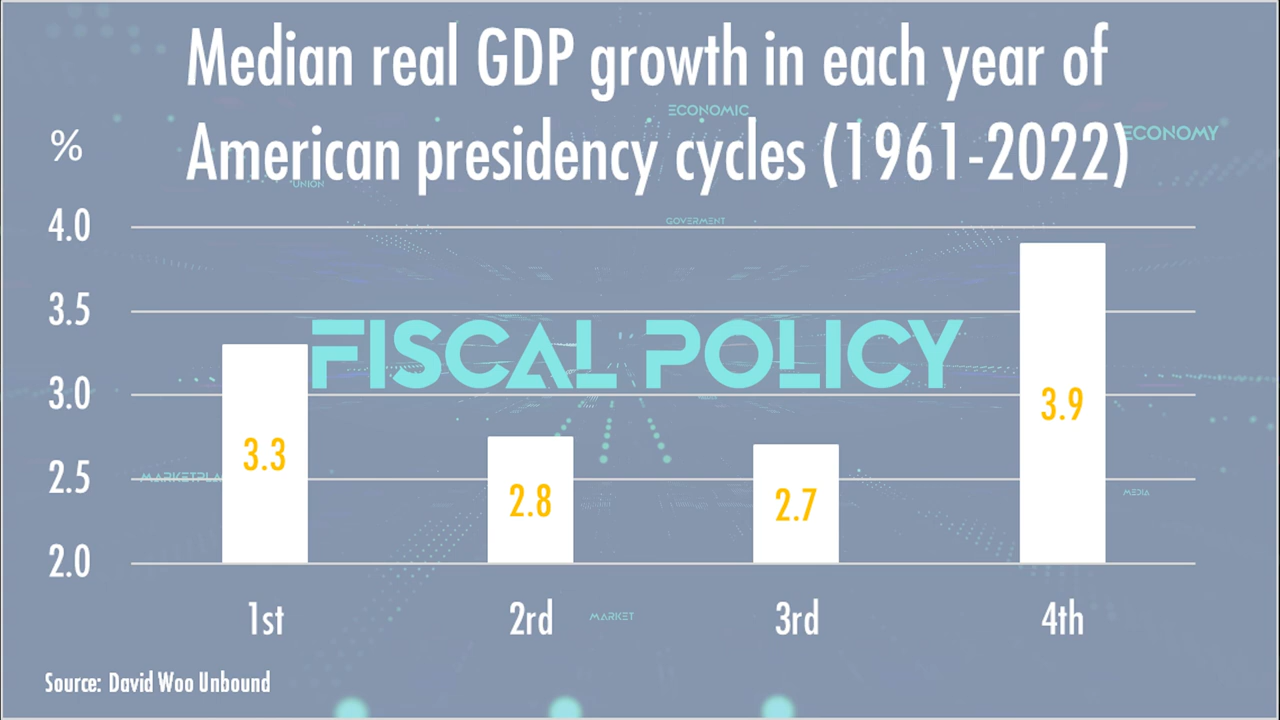 Median real GDP growth in each year of
ECONOMIC
ECONOMY
%
American presidency cycles (1961-2022)
UNION
GOVERMENT
4.0
3.5
FISCAL POLICY
3.0
3.9
3.3
2.5
MARKETPLA
2.8
2.7
MEDIA
2.0
1st
2rd
3rd
4th
MARKET
Source: David Woo Unbound